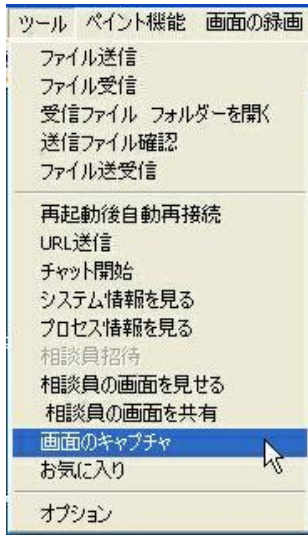 ツール ペイント機能 画面の録画
ファイル送信
ファイル受信
受信ファイル フォルダーを開く
送信ファイル確認
ファイル送受信
再起動後自動再接続
URL送信
チャット開始
システム情報を見る
プロセス情報を見る
相談員招待
相談員の画面を見せる
相談員の画面を共有
画面のキャプチャ
お気に入り
オプション